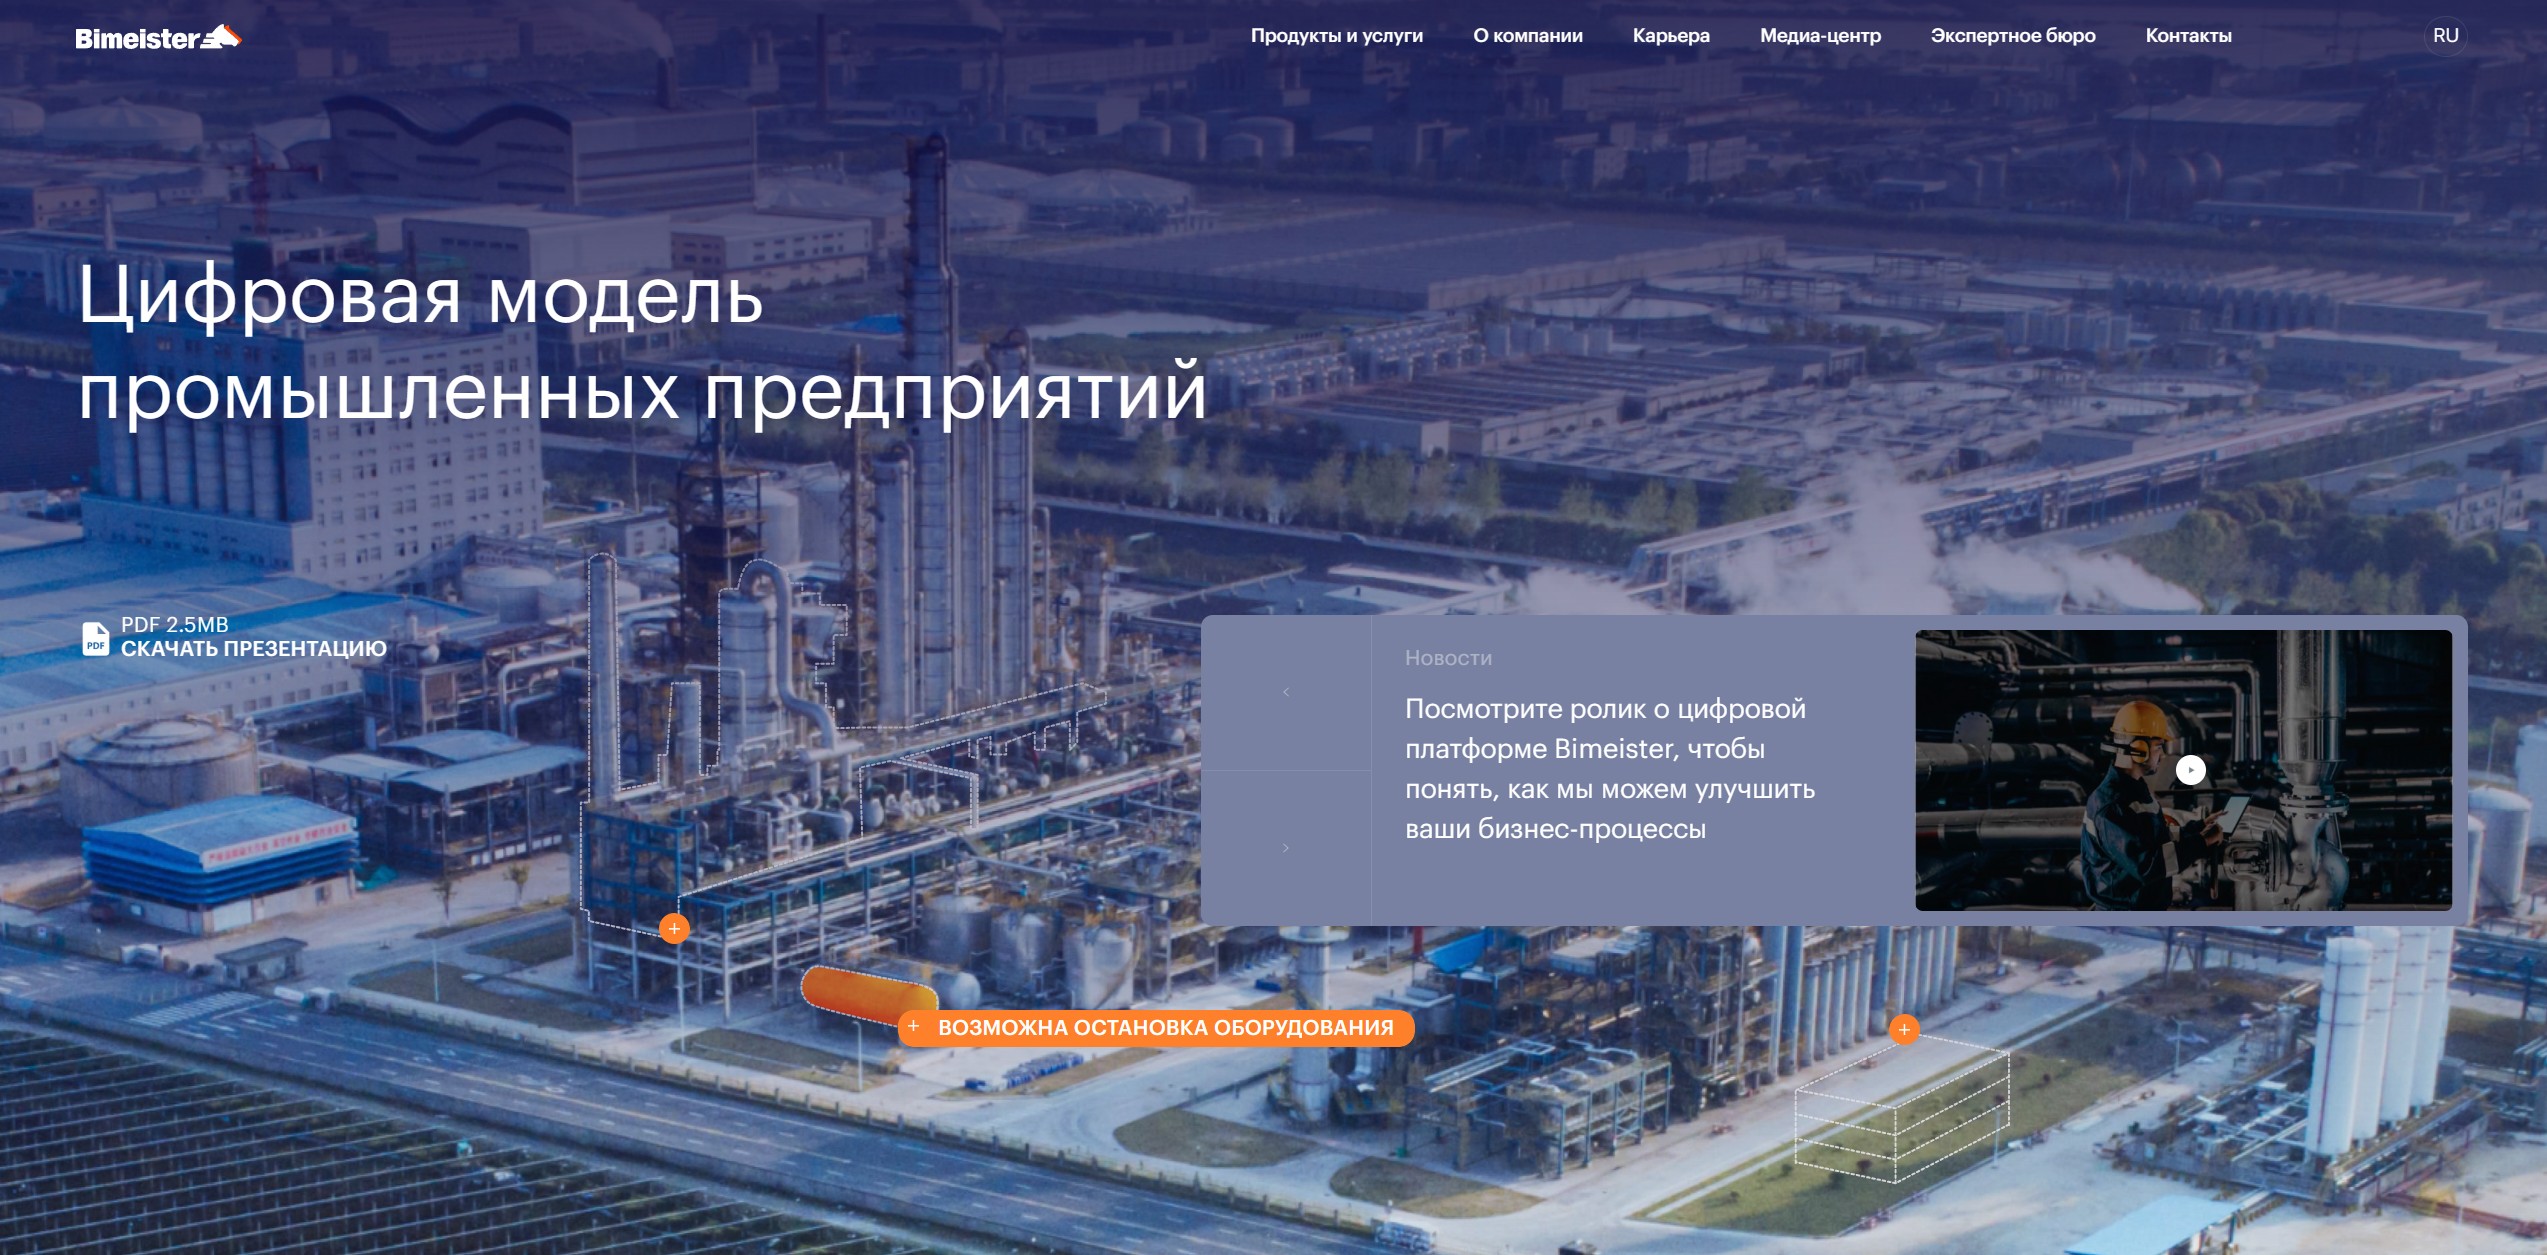 Bimeister
Продукты и услуги
О компании
Карьера
Медиа-центр
Экспертное бюро
Контакты
RU
Цифровая модель
промышленных предприятий
PDF
PDF 2.5MB
СКАЧАТЬ ПРЕЗЕНТАЦИЮ
Новости
Посмотрите ролик о цифровой
платформе Bimeister, чтобы
понять, как мы можем улучшить
ваши бизнес-процессы
ВОЗМОЖНА ОСТАНОВКА ОБОРУДОВАНИЯ